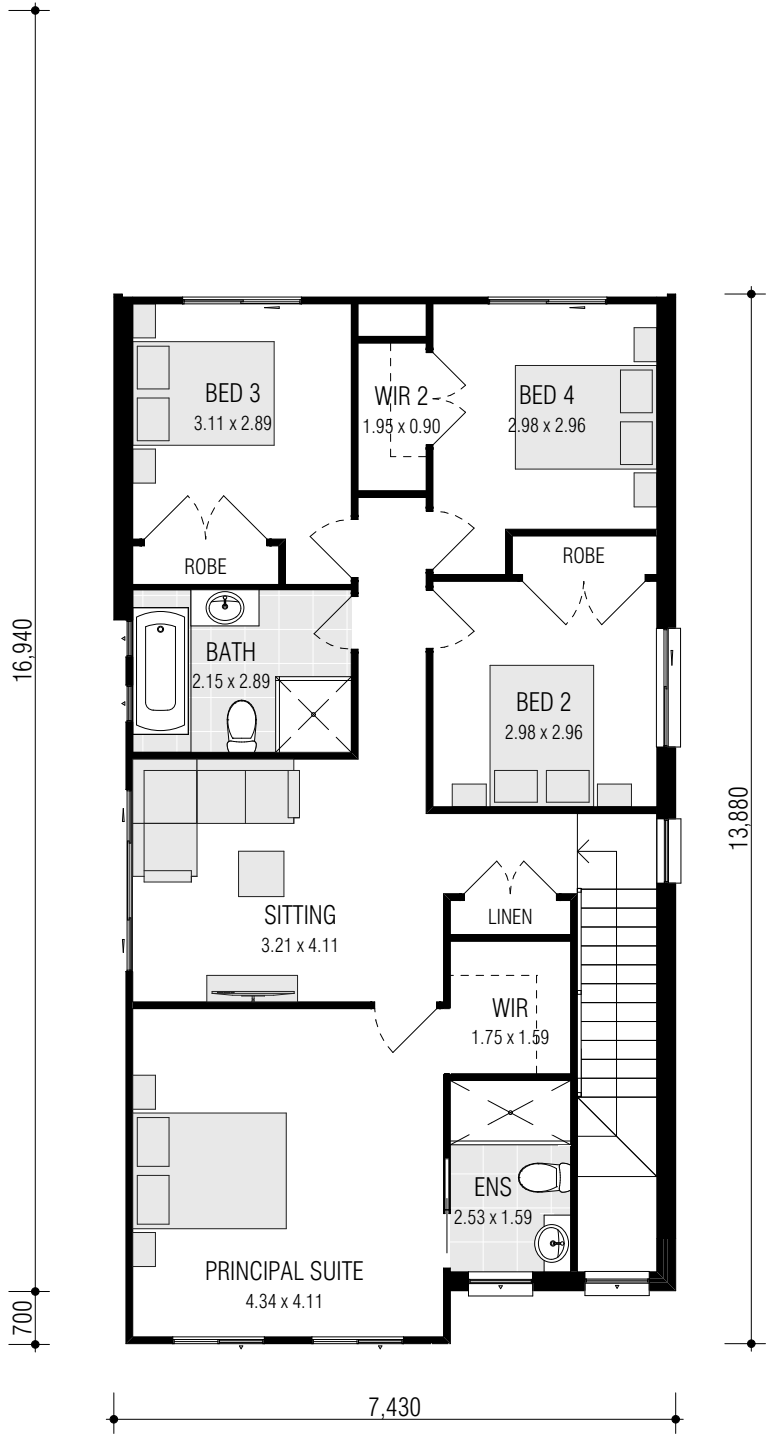 BED 3
3.11 x 2.89
WIR 2
1.95 x 0.90
BED 4
2.98 x 2.96
ROBE
ROBE
BATH
2.15 x 2.89
BED 2
2.98 x 2.96
16,940
13,880
SITTING
3.21 x 4.11
LINEN
WIR
1.75 x 1.59
ENS
2.53 x 1.59
PRINCIPAL SUITE
4.34 x 4.11
700
7,430